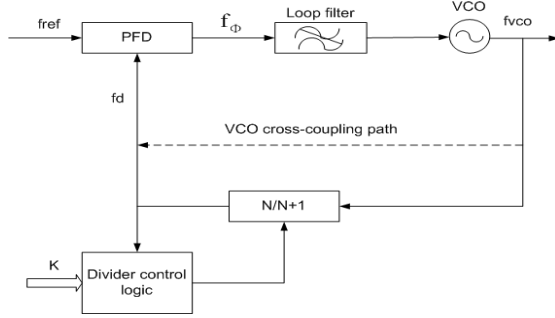 fref
PFD
fΦ
Loop filter
VCO
fvco
fd
VCO cross-coupling path
N/N+1
K
Divider control
logic